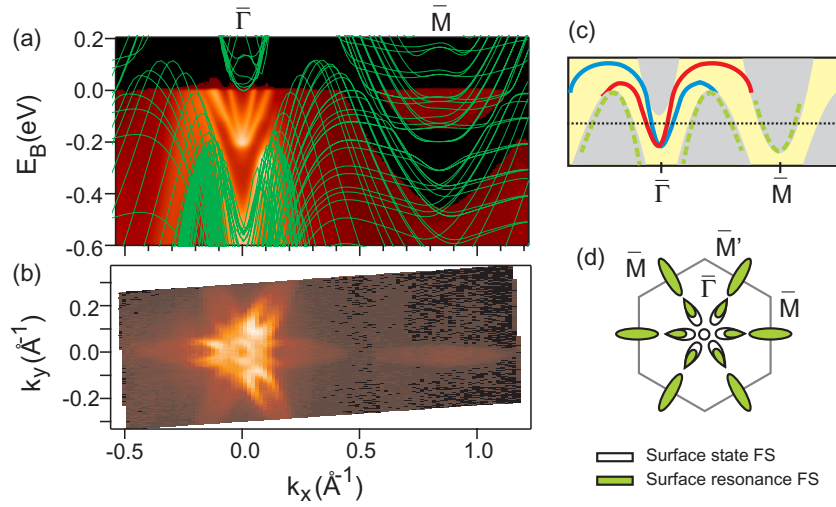 (a)
Γ̅
M̅
0.2
0.0
-0.2
-0.4
-0.6
E_B(eV)
(b)
0.2
0.0
-0.2
k_y(Å⁻¹)
-0.5
0.0
0.5
1.0
k_x(Å⁻¹)
(c)
Γ̅
M̅
(d)
M̅
M̅'
Γ̅
M̅
Surface state FS
Surface resonance FS